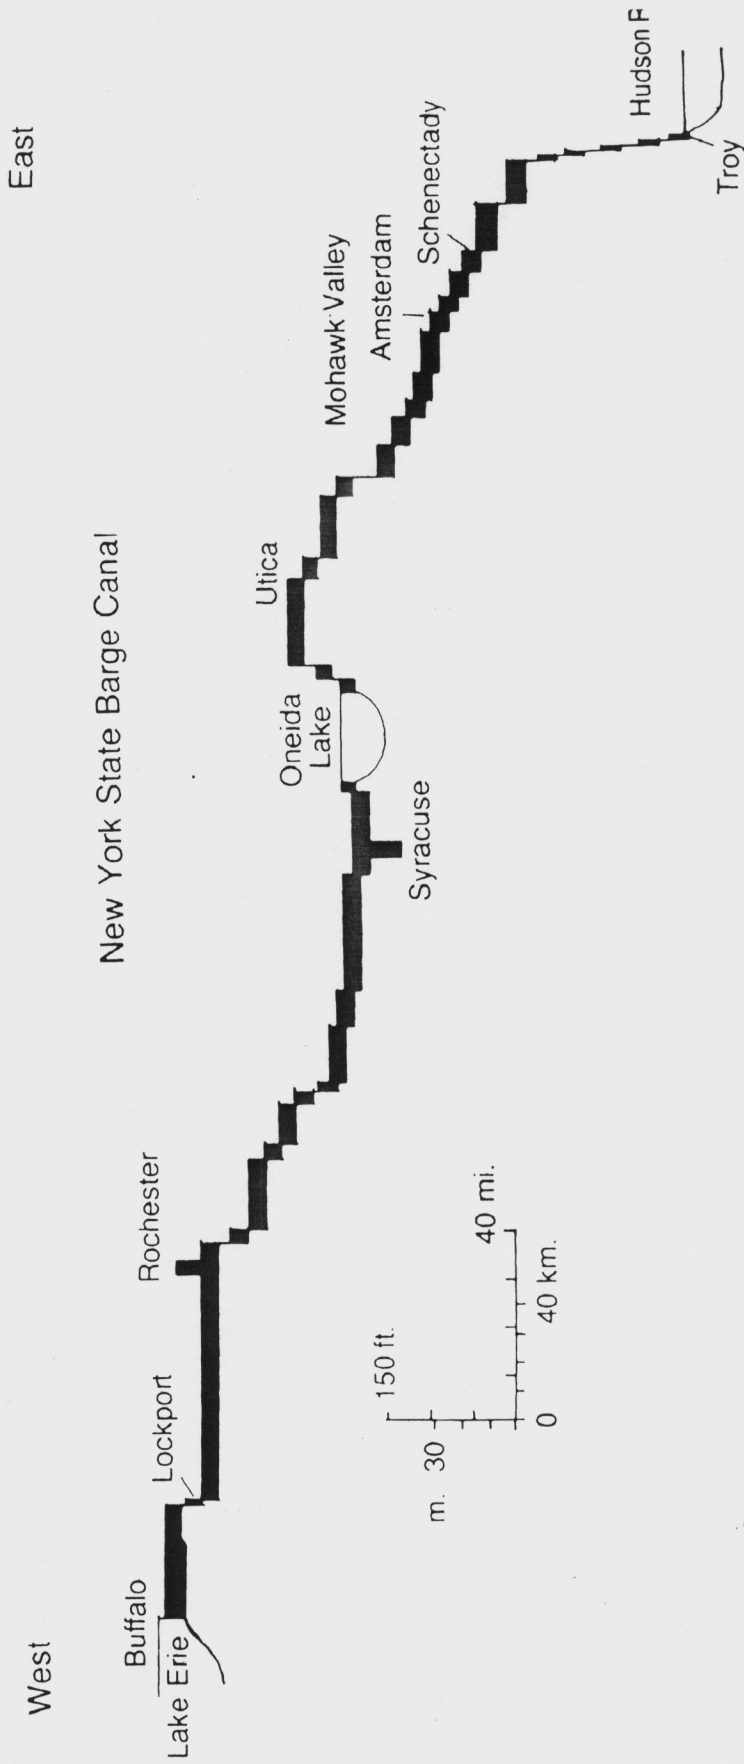 New York State Barge Canal
West
East
Buffalo
Lake Erie
Lockport
Rochester
Syracuse
Oneida
Lake
Utica
Mohawk Valley
Amsterdam
Schenectady
Hudson R
Troy
150 ft.
m. 30
40 mi.
0 40 km.